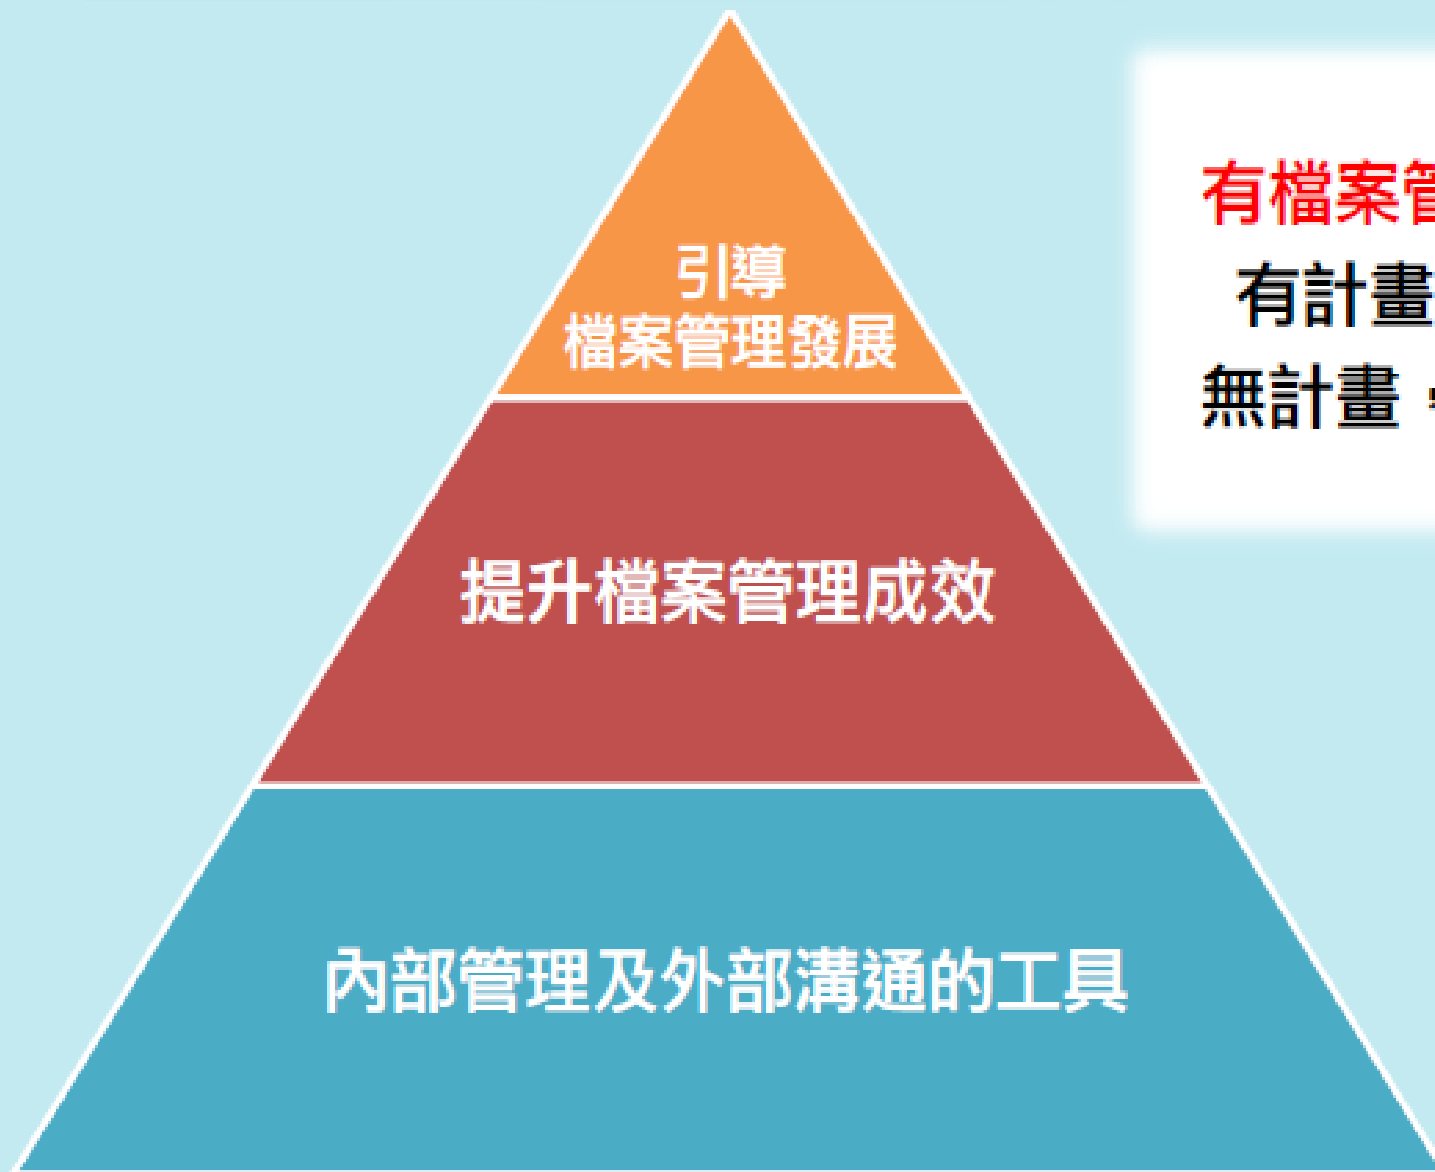 引導
檔案管理發展
提升檔案管理成效
內部管理及外部溝通的工具
有檔案管
有計畫
無計畫，